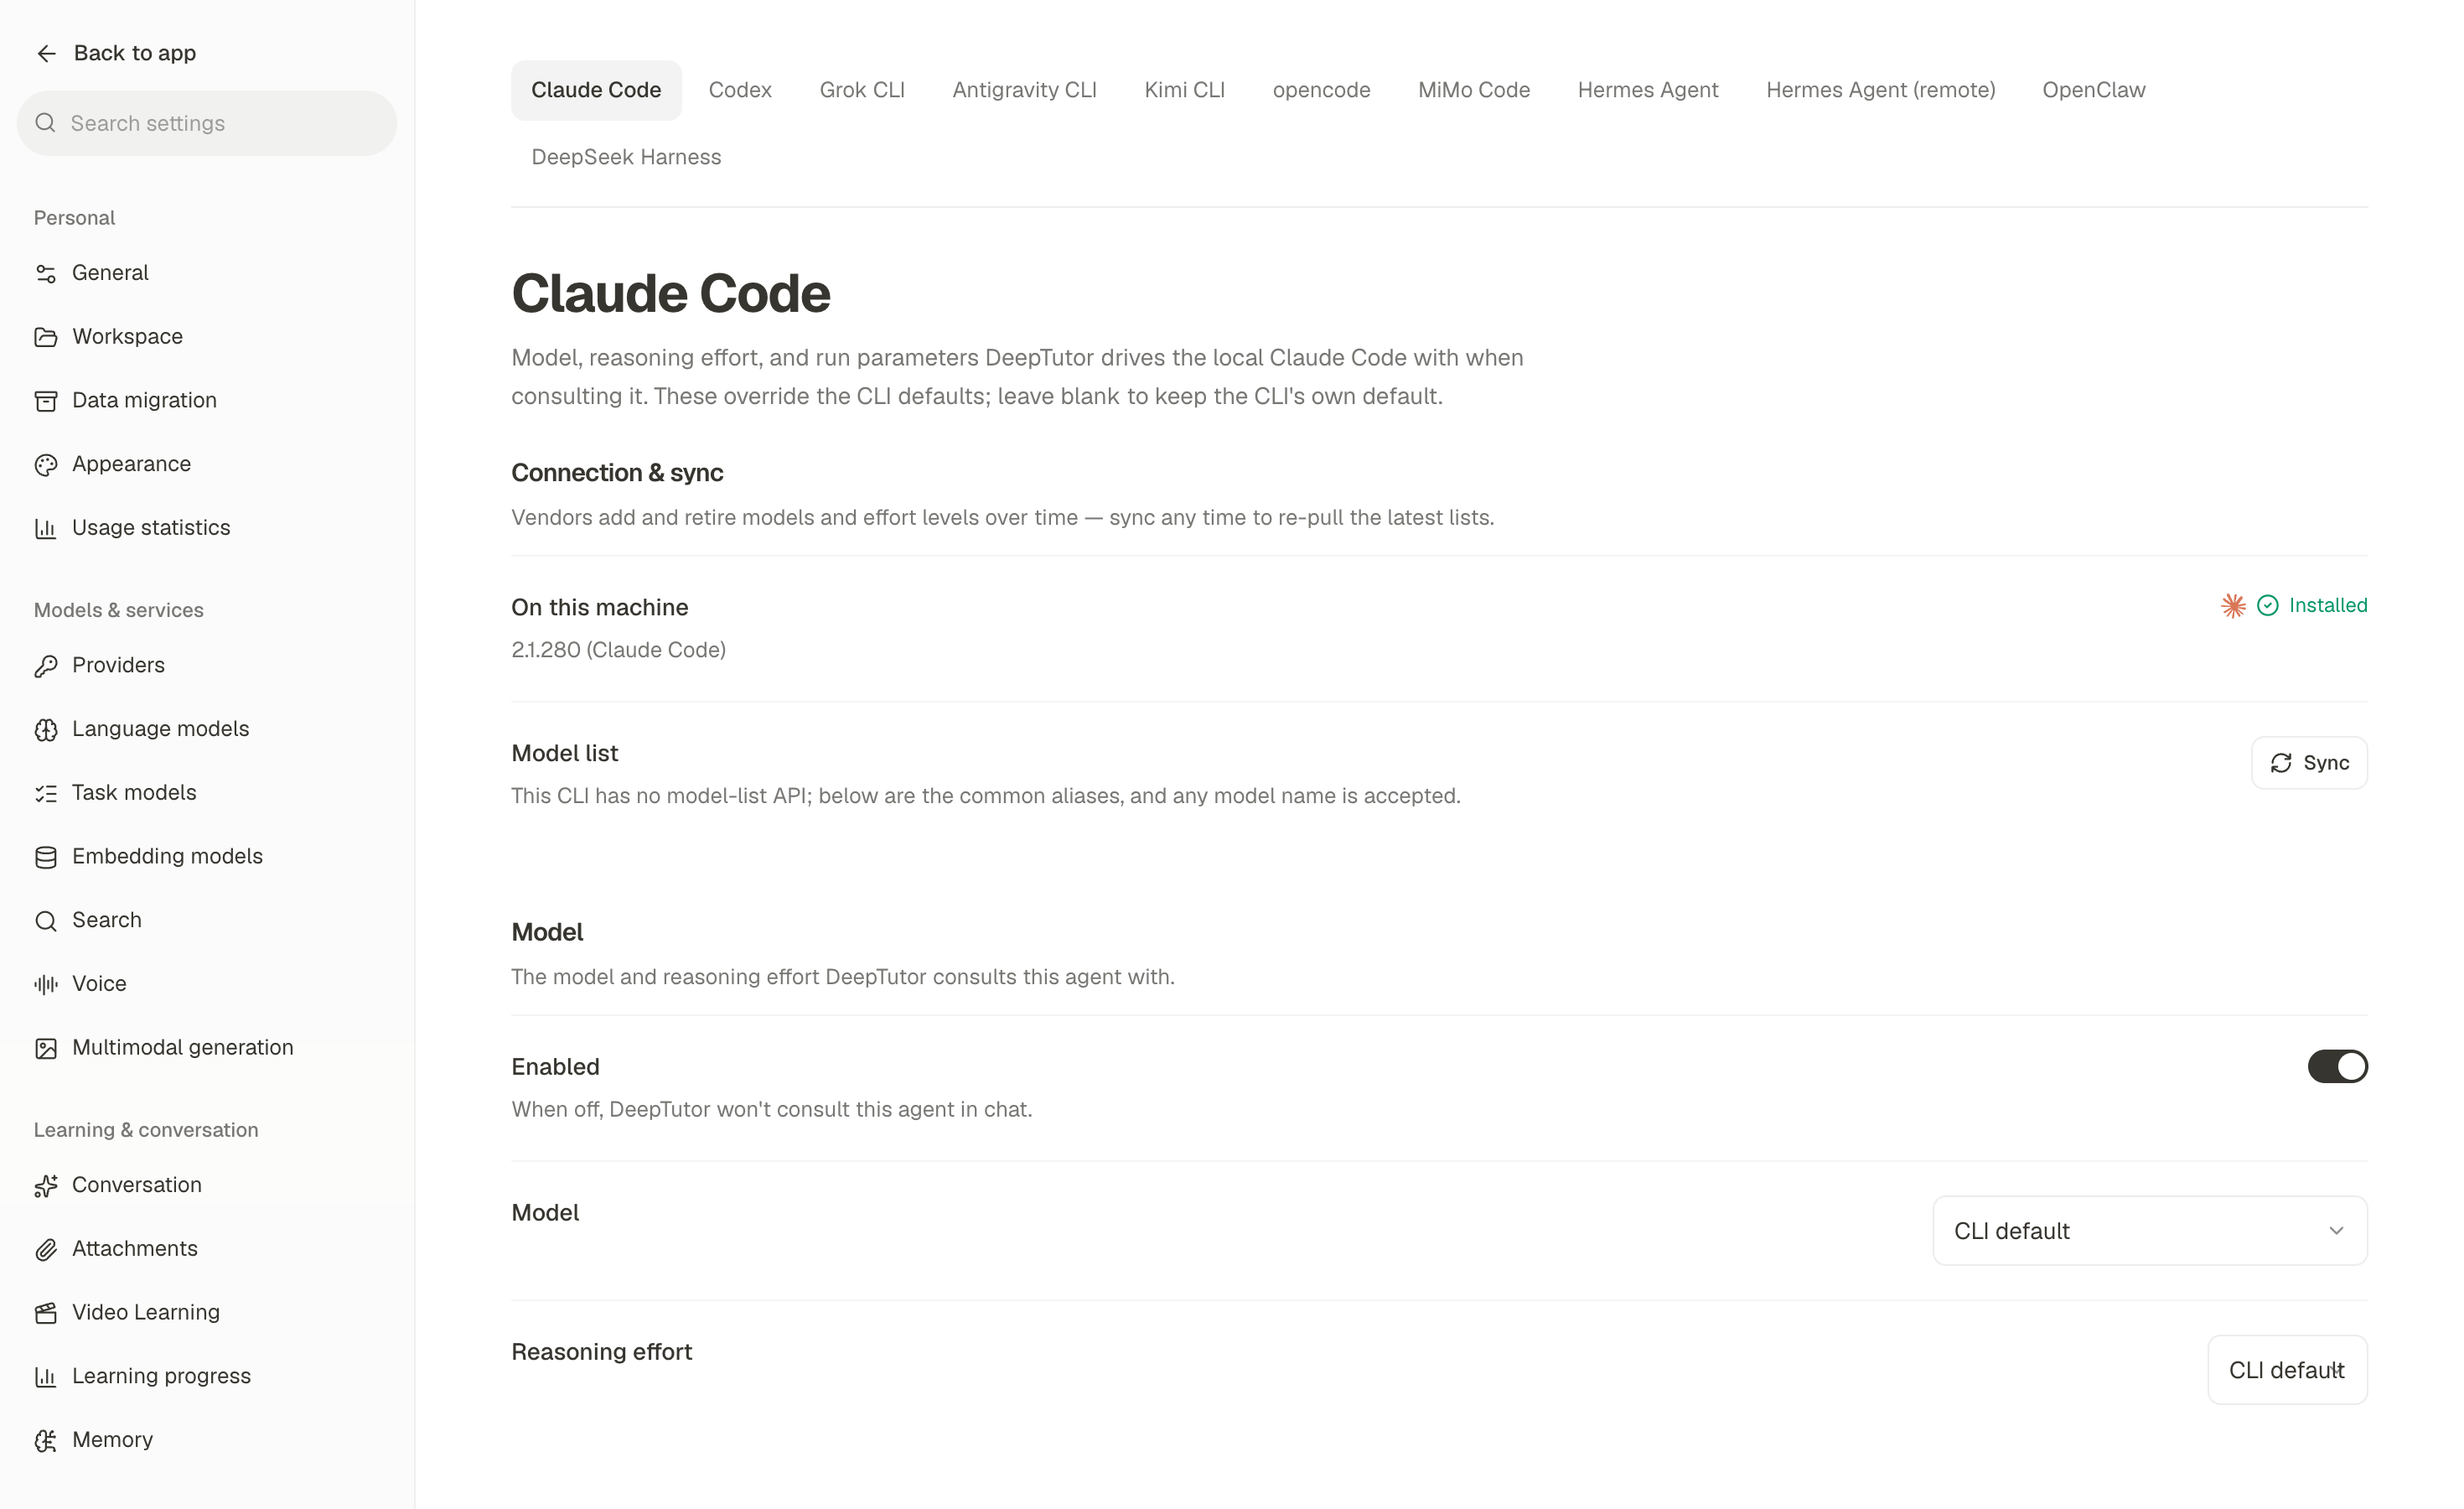 Back to app
Search settings
Personal
General
Workspace
Data migration
Appearance
Usage statistics
Models & services
Providers
Language models
Task models
Embedding models
Search
Voice
Multimodal generation
Learning & conversation
Conversation
Attachments
Video Learning
Learning progress
Memory
Claude Code Codex Grok CLI Antigravity CLI Kimi CLI opencode MiMo Code Hermes Agent Hermes Agent (remote) OpenClaw
DeepSeek Harness
Claude Code
Model, reasoning effort, and run parameters DeepTutor drives the local Claude Code with when
consulting it. These override the CLI defaults; leave blank to keep the CLI's own default.
Connection & sync
Vendors add and retire models and effort levels over time — sync any time to re-pull the latest lists.
On this machine
Installed
2.1.280 (Claude Code)
Model list
Sync
This CLI has no model-list API; below are the common aliases, and any model name is accepted.
Model
The model and reasoning effort DeepTutor consults this agent with.
Enabled
When off, DeepTutor won't consult this agent in chat.
Model
CLI default
Reasoning effort
CLI default